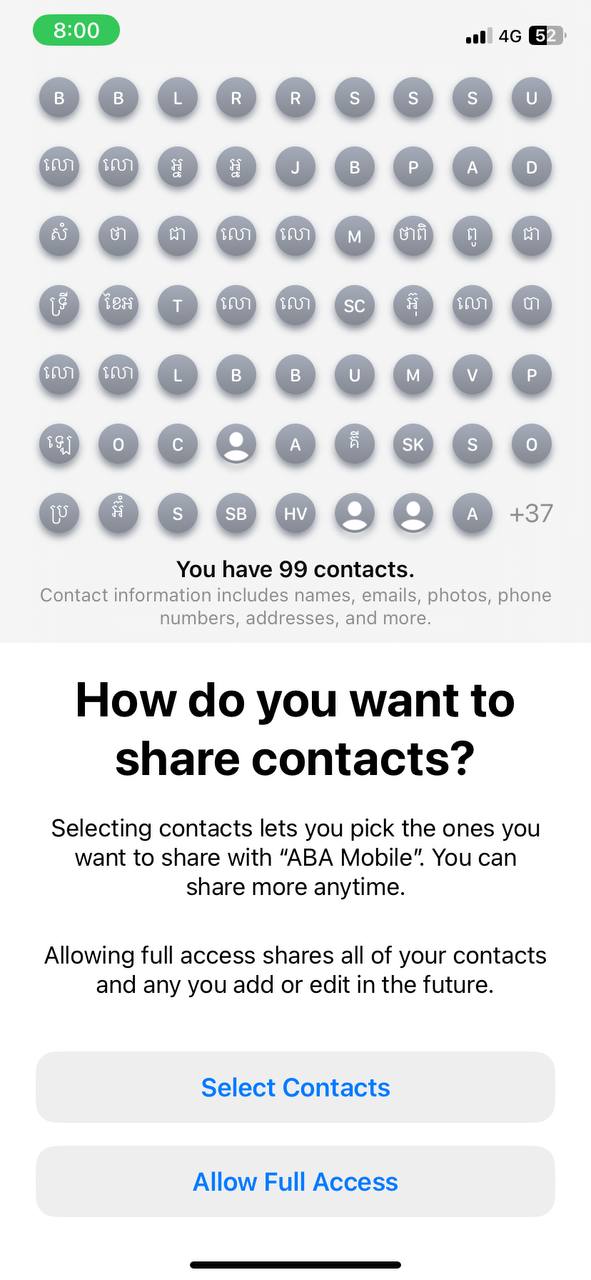 8:00 4G 52
B B L R R S S S U
លោ លោ អ្ន អ្ន J B P A D
សំ ថា ជា លោ លោ M ថាពិ ពូ ជា
ទ្រី ខែអ T លោ លោ SC អ៊ុ លោ បា
លោ លោ L B B U M V P
ឡេ O C A គី SK S O
ប្រ អ៊ំ S SB HV A +37
You have 99 contacts.
Contact information includes names, emails, photos, phone
numbers, addresses, and more.
How do you want to
share contacts?
Selecting contacts lets you pick the ones you
want to share with “ABA Mobile”. You can
share more anytime.
Allowing full access shares all of your contacts
and any you add or edit in the future.
Select Contacts
Allow Full Access